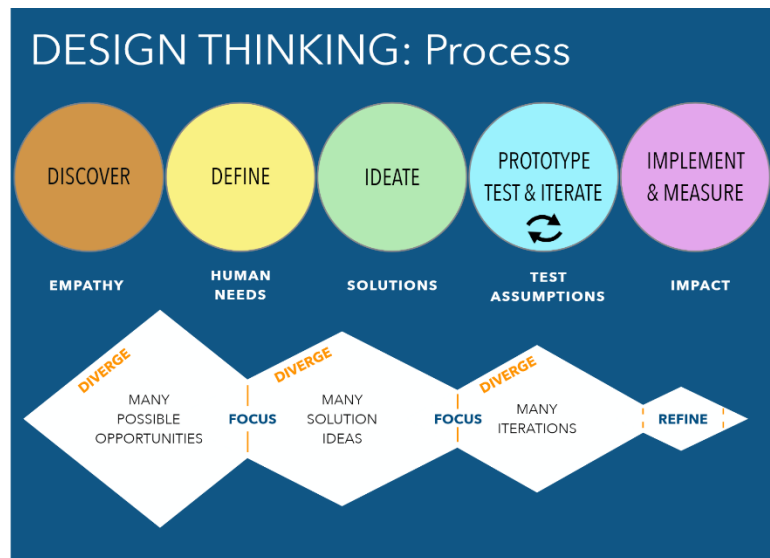 DESIGN THINKING: Process
DISCOVER
DEFINE
IDEATE
PROTOTYPE
TEST & ITERATE
IMPLEMENT
& MEASURE
EMPATHY
HUMAN
NEEDS
SOLUTIONS
TEST
ASSUMPTIONS
IMPACT
DIVERGE
MANY
POSSIBLE
OPPORTUNITIES
FOCUS
DIVERGE
MANY
SOLUTION
IDEAS
FOCUS
DIVERGE
MANY
ITERATIONS
REFINE